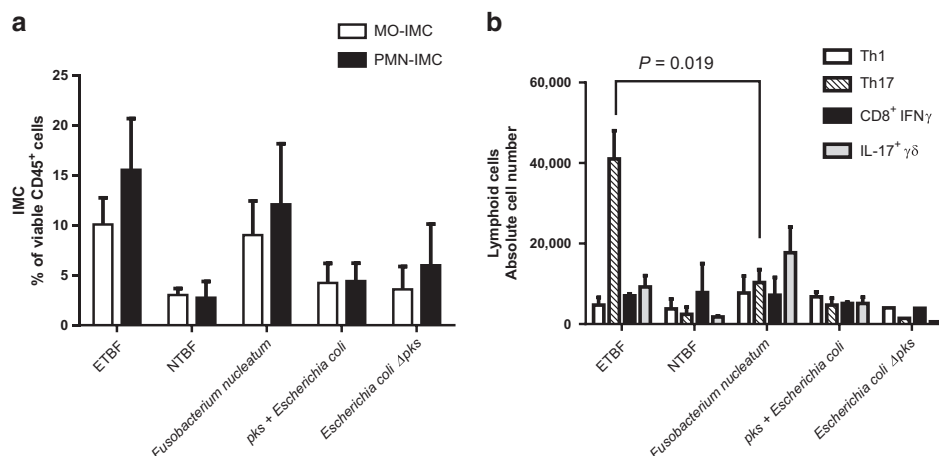 a
MO-IMC
PMN-IMC
IMC
% of viable CD45+ cells
25
20
15
10
5
0
ETBF
NTBF
Fusobacterium nucleatum
pks + Escherichia coli
Escherichia coli Δpks
b
Th1
Th17
CD8+ IFNγ
IL-17+ γδ
P = 0.019
Lymphoid cells
Absolute cell number
60,000
40,000
20,000
0
ETBF
NTBF
Fusobacterium nucleatum
pks + Escherichia coli
Escherichia coli Δpks